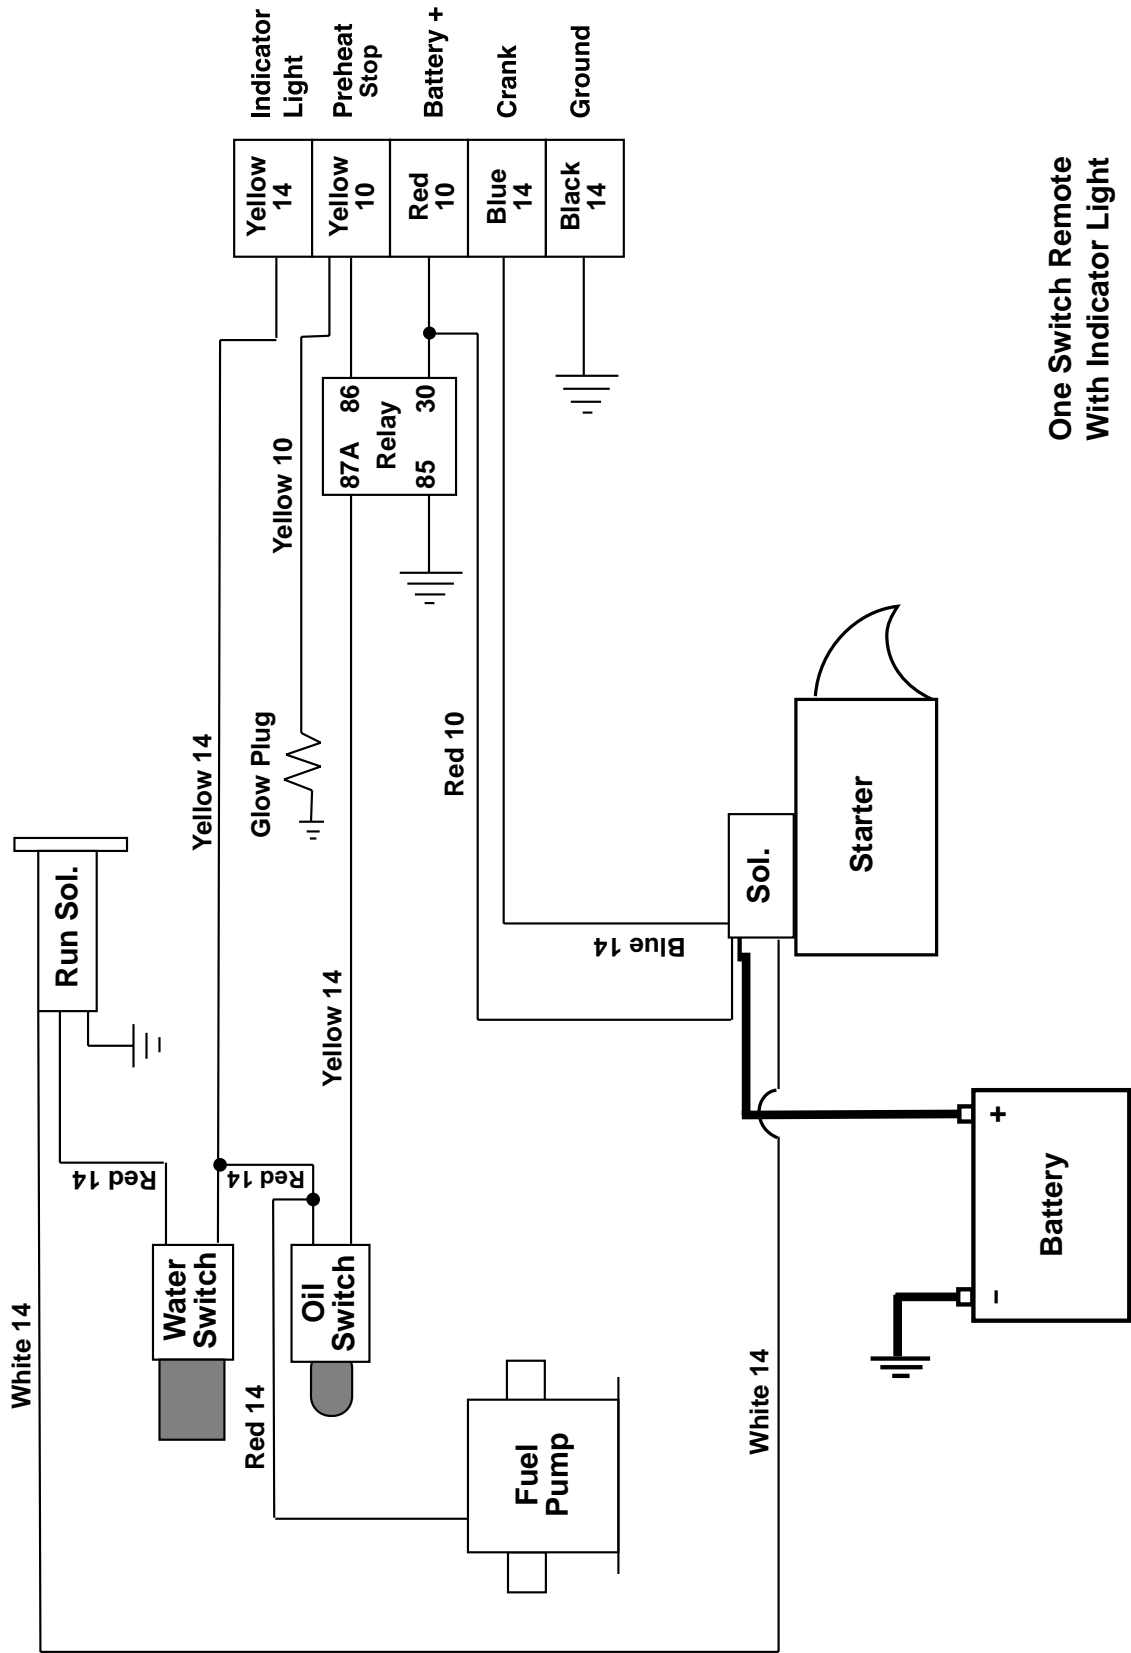 Indicator
Light
Preheat
Stop
Battery +
Crank
Ground
Yellow
14
Yellow
10
Red
10
Blue
14
Black
14
One Switch Remote
With Indicator Light
86
30
87A
85
Relay
Yellow 10
Yellow 14
Glow Plug
Red 10
Run Sol.
Sol.
Starter
Blue 14
Yellow 14
Red 14
Red 14
Water
Switch
Oil
Switch
White 14
Red 14
Fuel
Pump
White 14
+
Battery
–